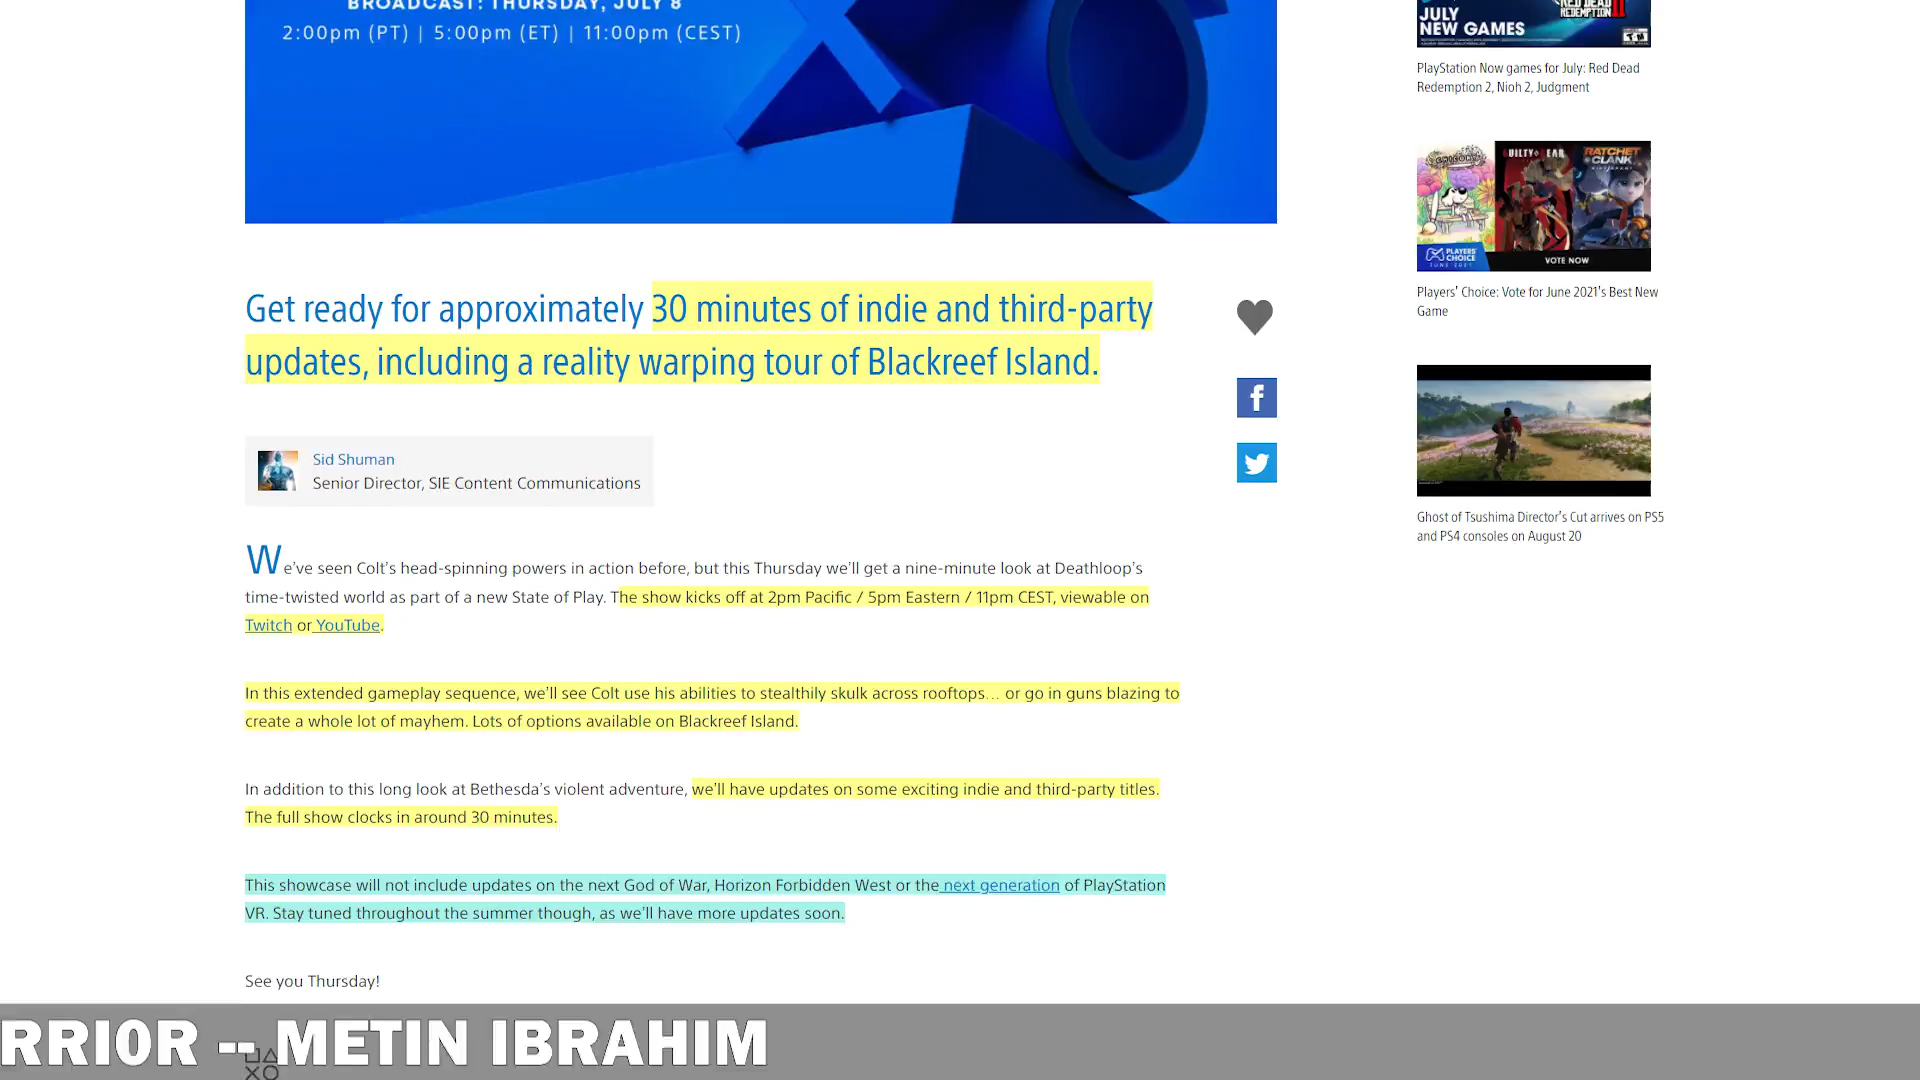 BROADCAST: THURSDAY, JULY 8
2:00pm (PT) | 5:00pm (ET) | 11:00pm (CEST)
Get ready for approximately 30 minutes of indie and third-party
updates, including a reality warping tour of Blackreef Island.
Sid Shuman
Senior Director, SIE Content Communications
We've seen Colt's head-spinning powers in action before, but this Thursday we'll get a nine-minute look at Deathloop's
time-twisted world as part of a new State of Play. The show kicks off at 2pm Pacific / 5pm Eastern / 11pm CEST, viewable on
Twitch or YouTube.
In this extended gameplay sequence, we'll see Colt use his abilities to stealthily skulk across rooftops… or go in guns blazing to
create a whole lot of mayhem. Lots of options available on Blackreef Island.
In addition to this long look at Bethesda's violent adventure, we'll have updates on some exciting indie and third-party titles.
The full show clocks in around 30 minutes.
This showcase will not include updates on the next God of War, Horizon Forbidden West or the next generation of PlayStation
VR. Stay tuned throughout the summer though, as we'll have more updates soon.
See you Thursday!
RED DEAD
REDEMPTION II
JULY
NEW GAMES
PlayStation Now games for July: Red Dead
Redemption 2, Nioh 2, Judgment
GUILTY GEAR
RATCHET
CLANK
PLAYERS'
CHOICE
JUNE 2021
VOTE NOW
Players' Choice: Vote for June 2021's Best New
Game
Ghost of Tsushima Director's Cut arrives on PS5
and PS4 consoles on August 20
RRI0R -- METIN IBRAHIM